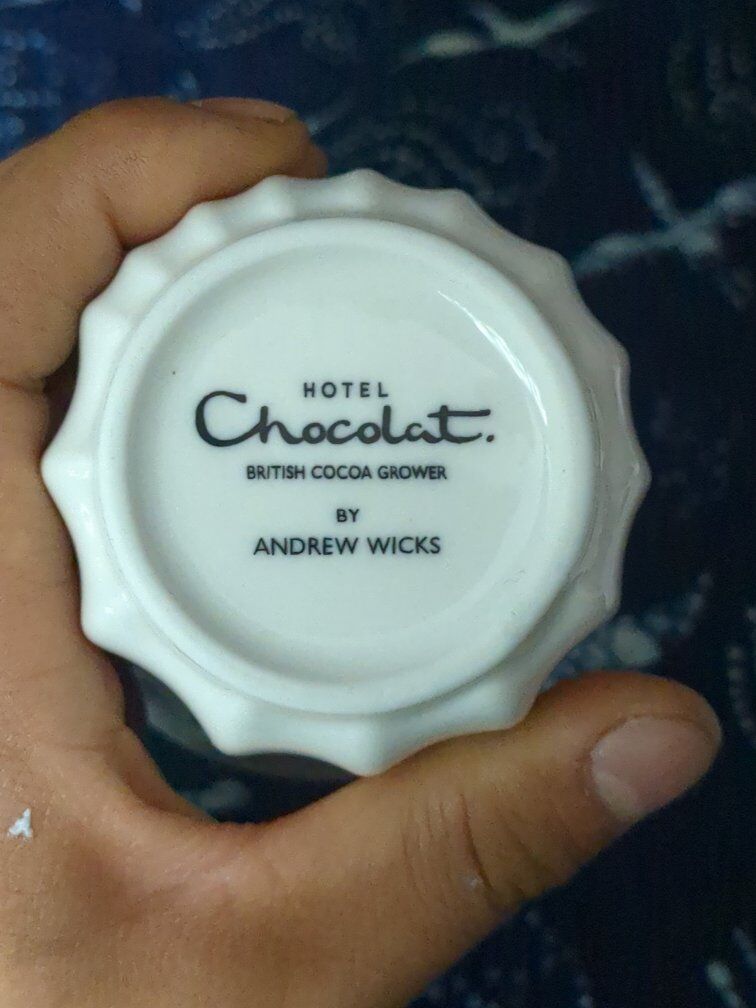 HOTEL
Chocolat.
BRITISH COCOA GROWER
BY
ANDREW WICKS